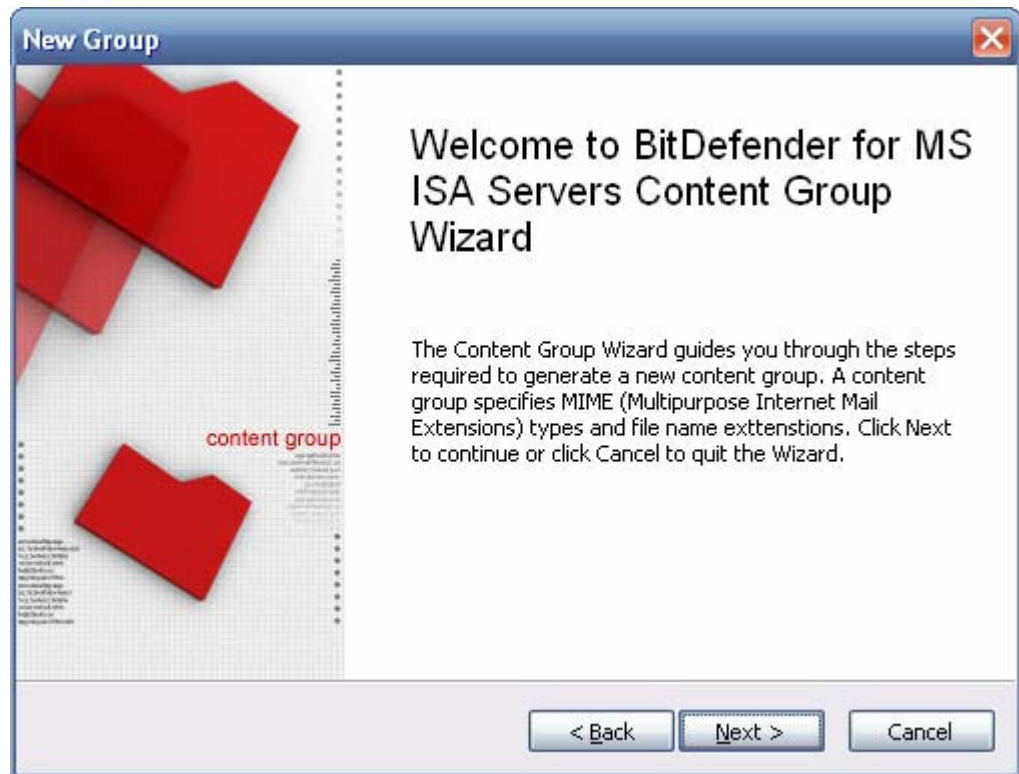 New Group
Welcome to BitDefender for MS
ISA Servers Content Group
Wizard
The Content Group Wizard guides you through the steps
required to generate a new content group. A content
group specifies MIME (Multipurpose Internet Mail
Extensions) types and file name exttenstions. Click Next
to continue or click Cancel to quit the Wizard.
content group
< Back
Next >
Cancel